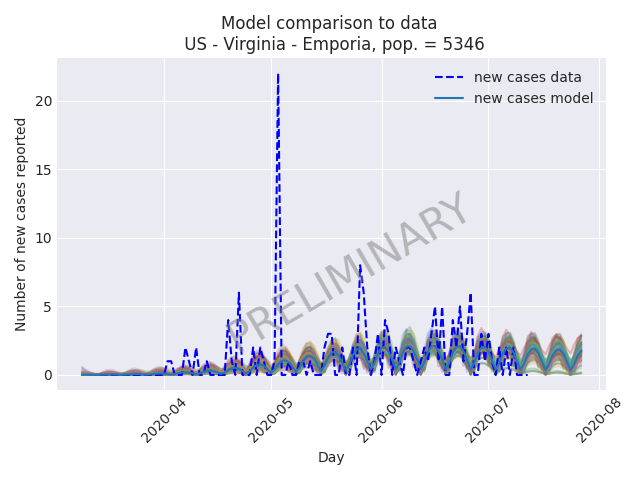 Model comparison to data
US - Virginia - Emporia, pop. = 5346
new cases data
new cases model
20
15
10
5
0
Number of new cases reported
PRELIMINARY
2020-04
2020-05
2020-06
2020-07
2020-08
Day